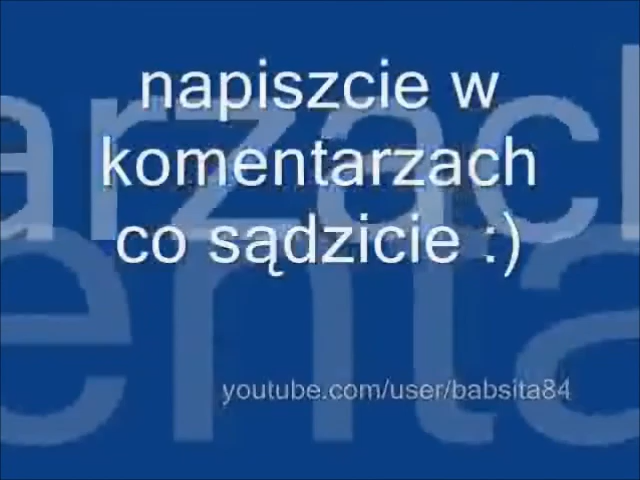 napiszcie w
komentarzach
co sądzicie :)
youtube.com/user/babsita84